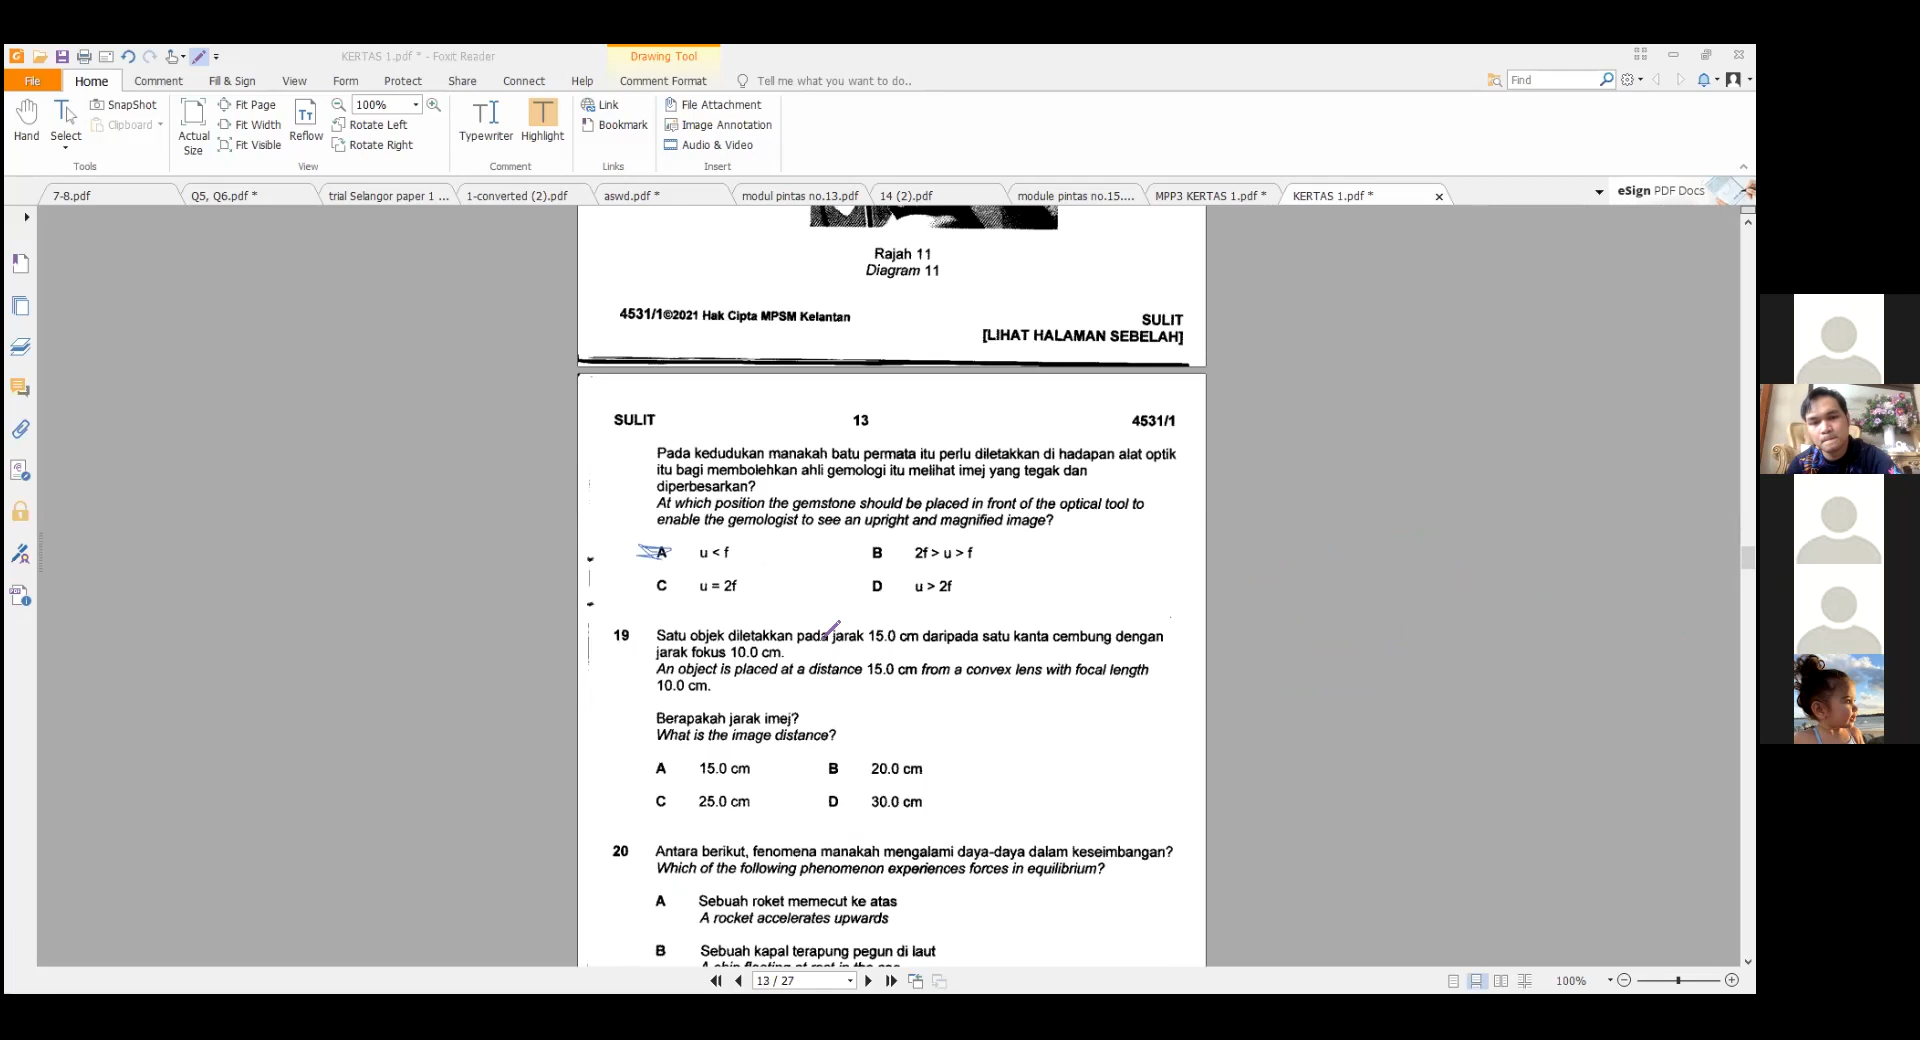 KERTAS 1.pdf * - Foxit Reader
Drawing Tool
File
Home
Comment
Fill & Sign
View
Form
Protect
Share
Connect
Help
Comment Format
Tell me what you want to do..
Find
Hand
Select
SnapShot
Clipboard
Tools
Actual
Size
Fit Page
Fit Width
Fit Visible
Reflow
100%
Rotate Left
Rotate Right
View
Typewriter
Highlight
Comment
Link
Bookmark
Links
File Attachment
Image Annotation
Audio & Video
Insert
7-8.pdf
Q5, Q6.pdf *
trial Selangor paper 1 ...
1-converted (2).pdf
aswd.pdf *
modul pintas no.13.pdf
14 (2).pdf
module pintas no.15....
MPP3 KERTAS 1.pdf *
KERTAS 1.pdf *
eSign PDF Docs
Rajah 11
Diagram 11
4531/1©2021 Hak Cipta MPSM Kelantan
SULIT
[LIHAT HALAMAN SEBELAH]
SULIT 13 4531/1
Pada kedudukan manakah batu permata itu perlu diletakkan di hadapan alat optik
itu bagi membolehkan ahli gemologi itu melihat imej yang tegak dan
diperbesarkan?
At which position the gemstone should be placed in front of the optical tool to
enable the gemologist to see an upright and magnified image?
A u < f B 2f > u > f
C u = 2f D u > 2f
19 Satu objek diletakkan pada jarak 15.0 cm daripada satu kanta cembung dengan
jarak fokus 10.0 cm.
An object is placed at a distance 15.0 cm from a convex lens with focal length
10.0 cm.
Berapakah jarak imej?
What is the image distance?
A 15.0 cm B 20.0 cm
C 25.0 cm D 30.0 cm
20 Antara berikut, fenomena manakah mengalami daya-daya dalam keseimbangan?
Which of the following phenomenon experiences forces in equilibrium?
A Sebuah roket memecut ke atas
A rocket accelerates upwards
B Sebuah kapal terapung pegun di laut
A ship floating at rest in the sea
13 / 27
100%